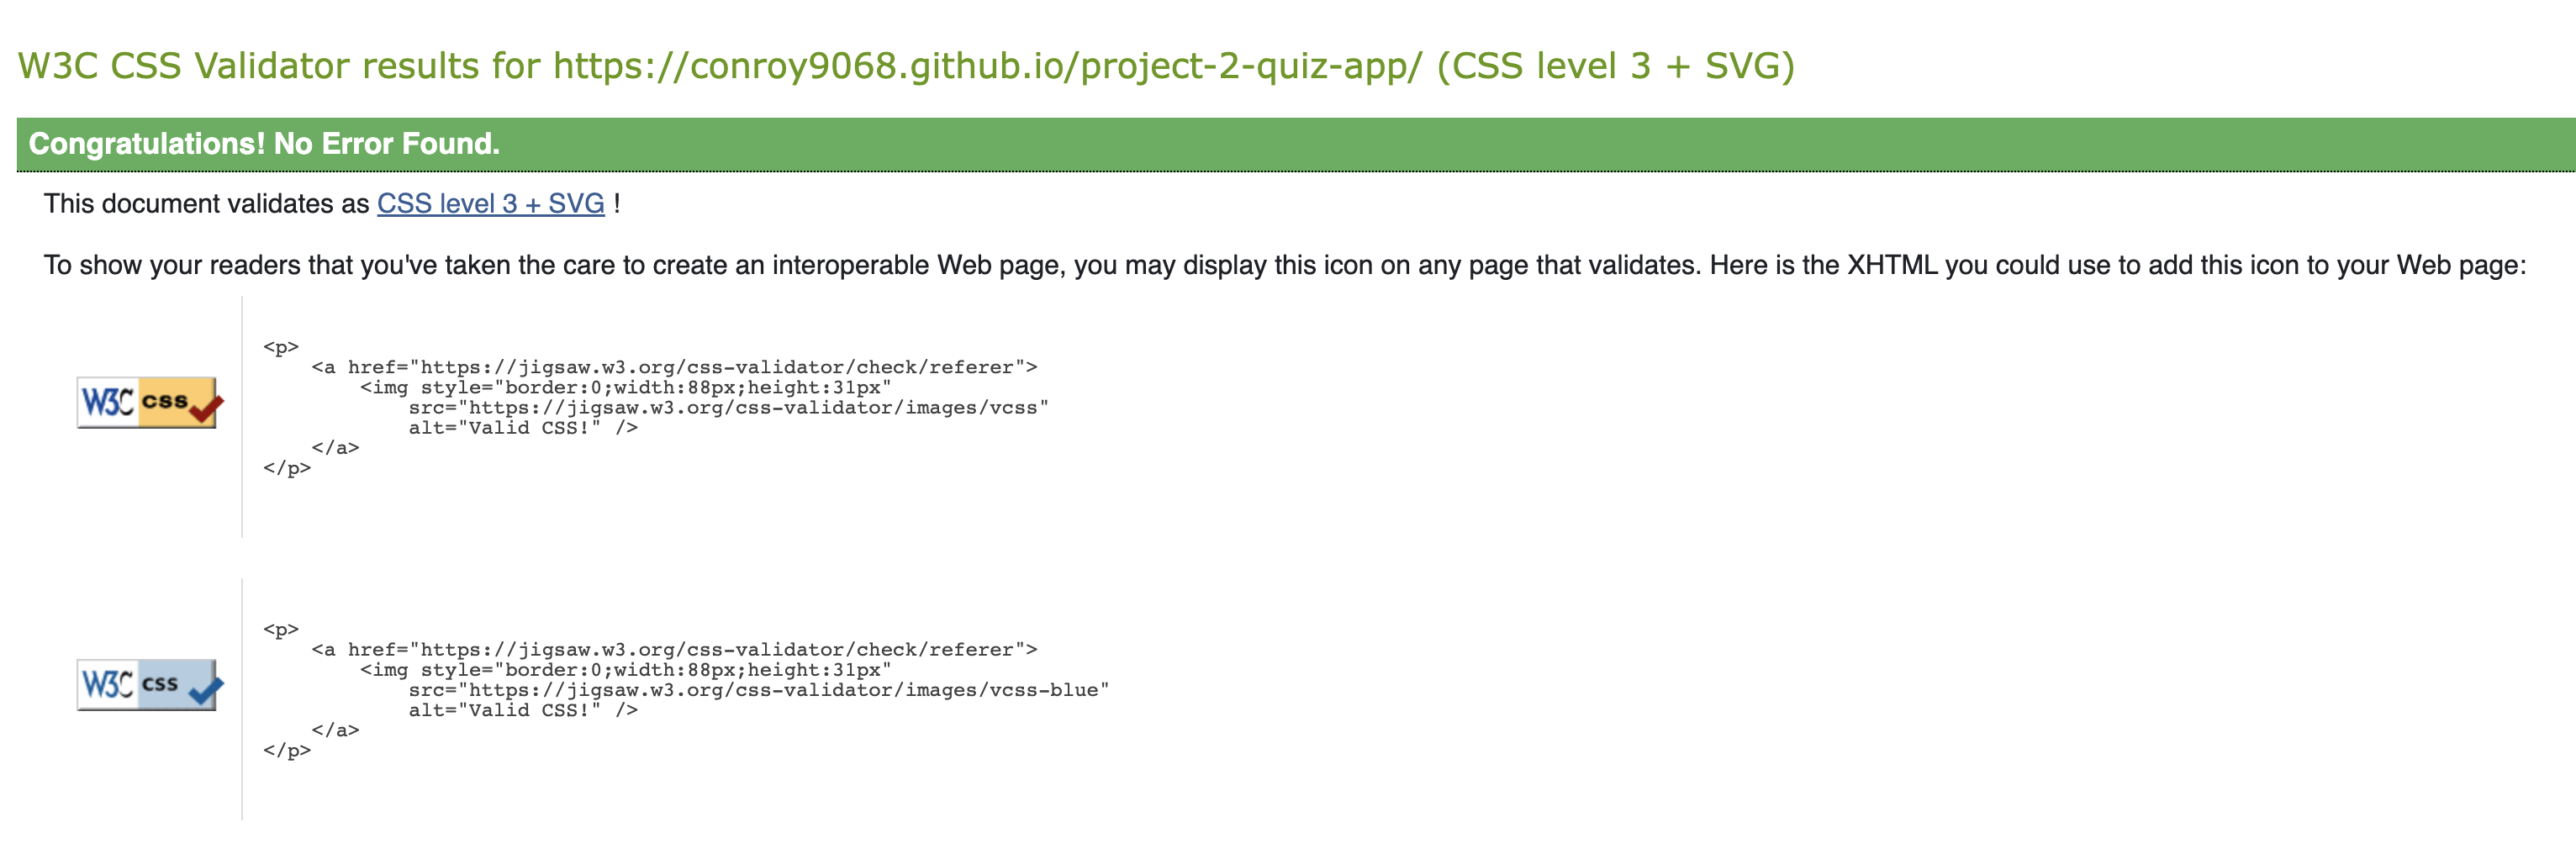 W3C CSS Validator results for https://conroy9068.github.io/project-2-quiz-app/ (CSS level 3 + SVG)
Congratulations! No Error Found.
This document validates as CSS level 3 + SVG !
To show your readers that you've taken the care to create an interoperable Web page, you may display this icon on any page that validates. Here is the XHTML you could use to add this icon to your Web page:
W3C css
<p>
    <a href="https://jigsaw.w3.org/css-validator/check/referer">
        <img style="border:0;width:88px;height:31px"
            src="https://jigsaw.w3.org/css-validator/images/vcss"
            alt="Valid CSS!" />
    </a>
</p>
W3C css
<p>
    <a href="https://jigsaw.w3.org/css-validator/check/referer">
        <img style="border:0;width:88px;height:31px"
            src="https://jigsaw.w3.org/css-validator/images/vcss-blue"
            alt="Valid CSS!" />
    </a>
</p>